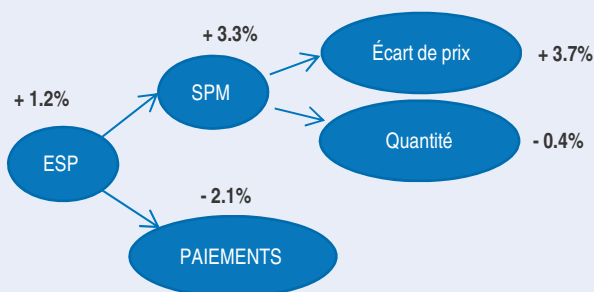 + 3.3%
Écart de prix
+ 3.7%
SPM
+ 1.2%
Quantité
- 0.4%
ESP
- 2.1%
PAIEMENTS